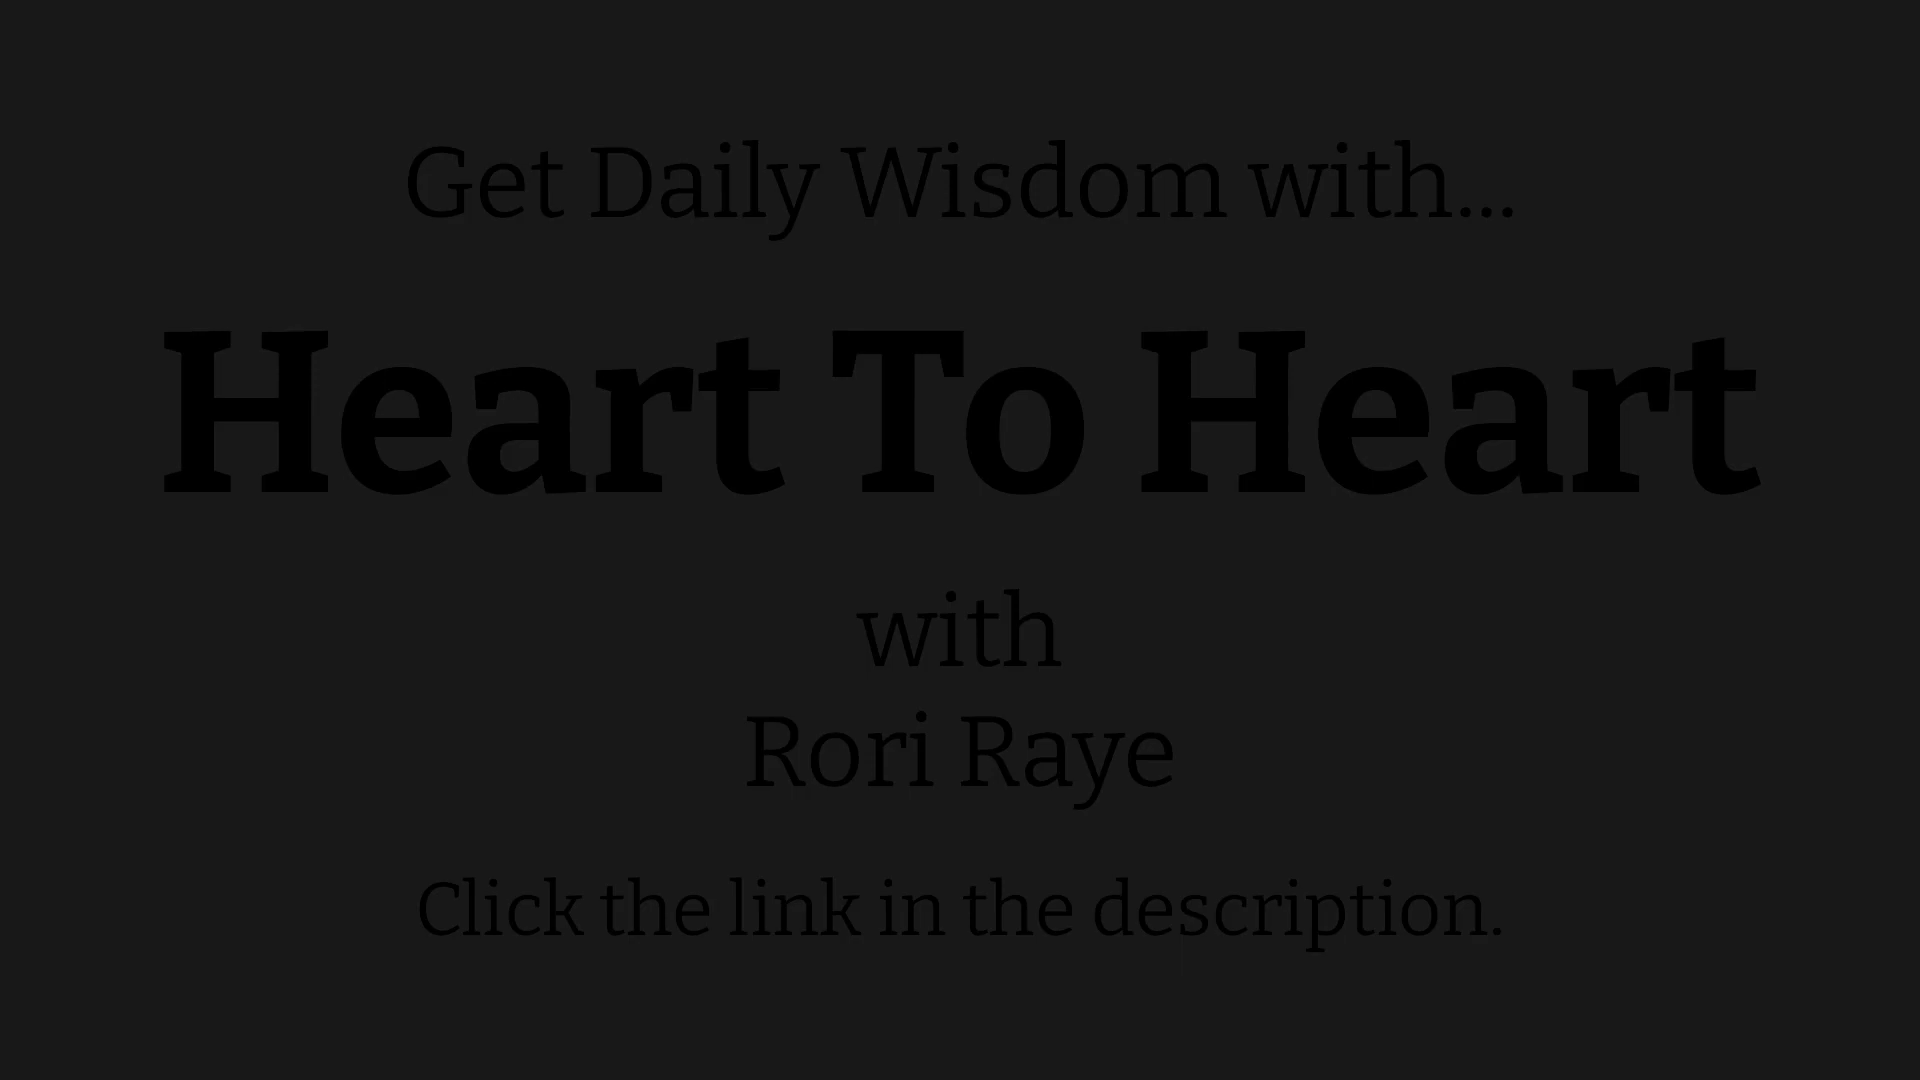 Get Daily Wisdom with...
Heart To Heart
with
Rori Raye
Click the link in the description.